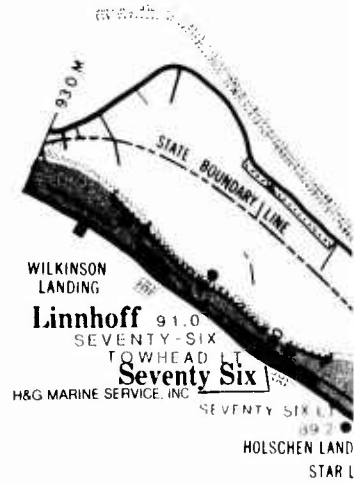 930 M
STATE BOUNDARY LINE
WILKINSON
LANDING
Linnhoff 91.0
SEVENTY-SIX
TOWHEAD LT
Seventy Six
H&G MARINE SERVICE, INC
SEVENTY SIX LT
89.2
HOLSCHEN LAND
STAR L